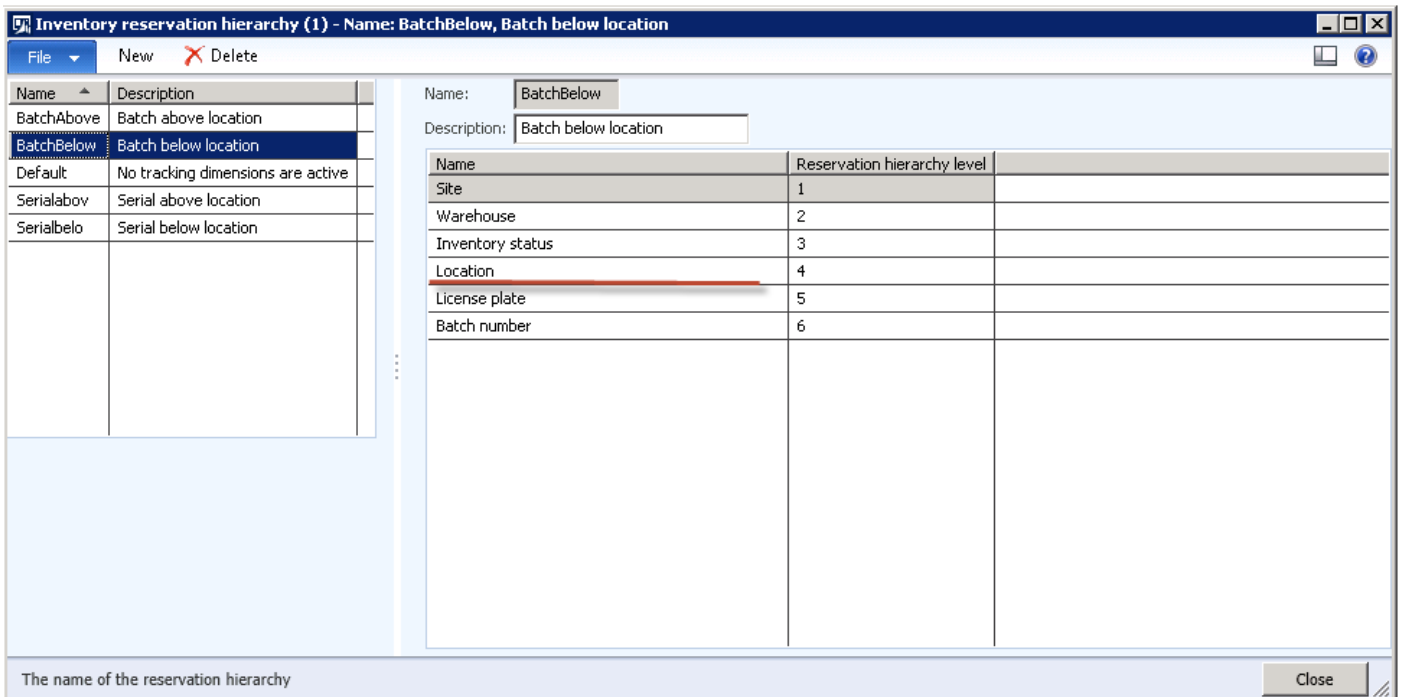 Inventory reservation hierarchy (1) - Name: BatchBelow, Batch below location
File New Delete
Name Description
BatchAbove Batch above location
BatchBelow Batch below location
Default No tracking dimensions are active
Serialabov Serial above location
Serialbelo Serial below location
Name: BatchBelow
Description: Batch below location
Name Reservation hierarchy level
Site 1
Warehouse 2
Inventory status 3
Location 4
License plate 5
Batch number 6
The name of the reservation hierarchy
Close